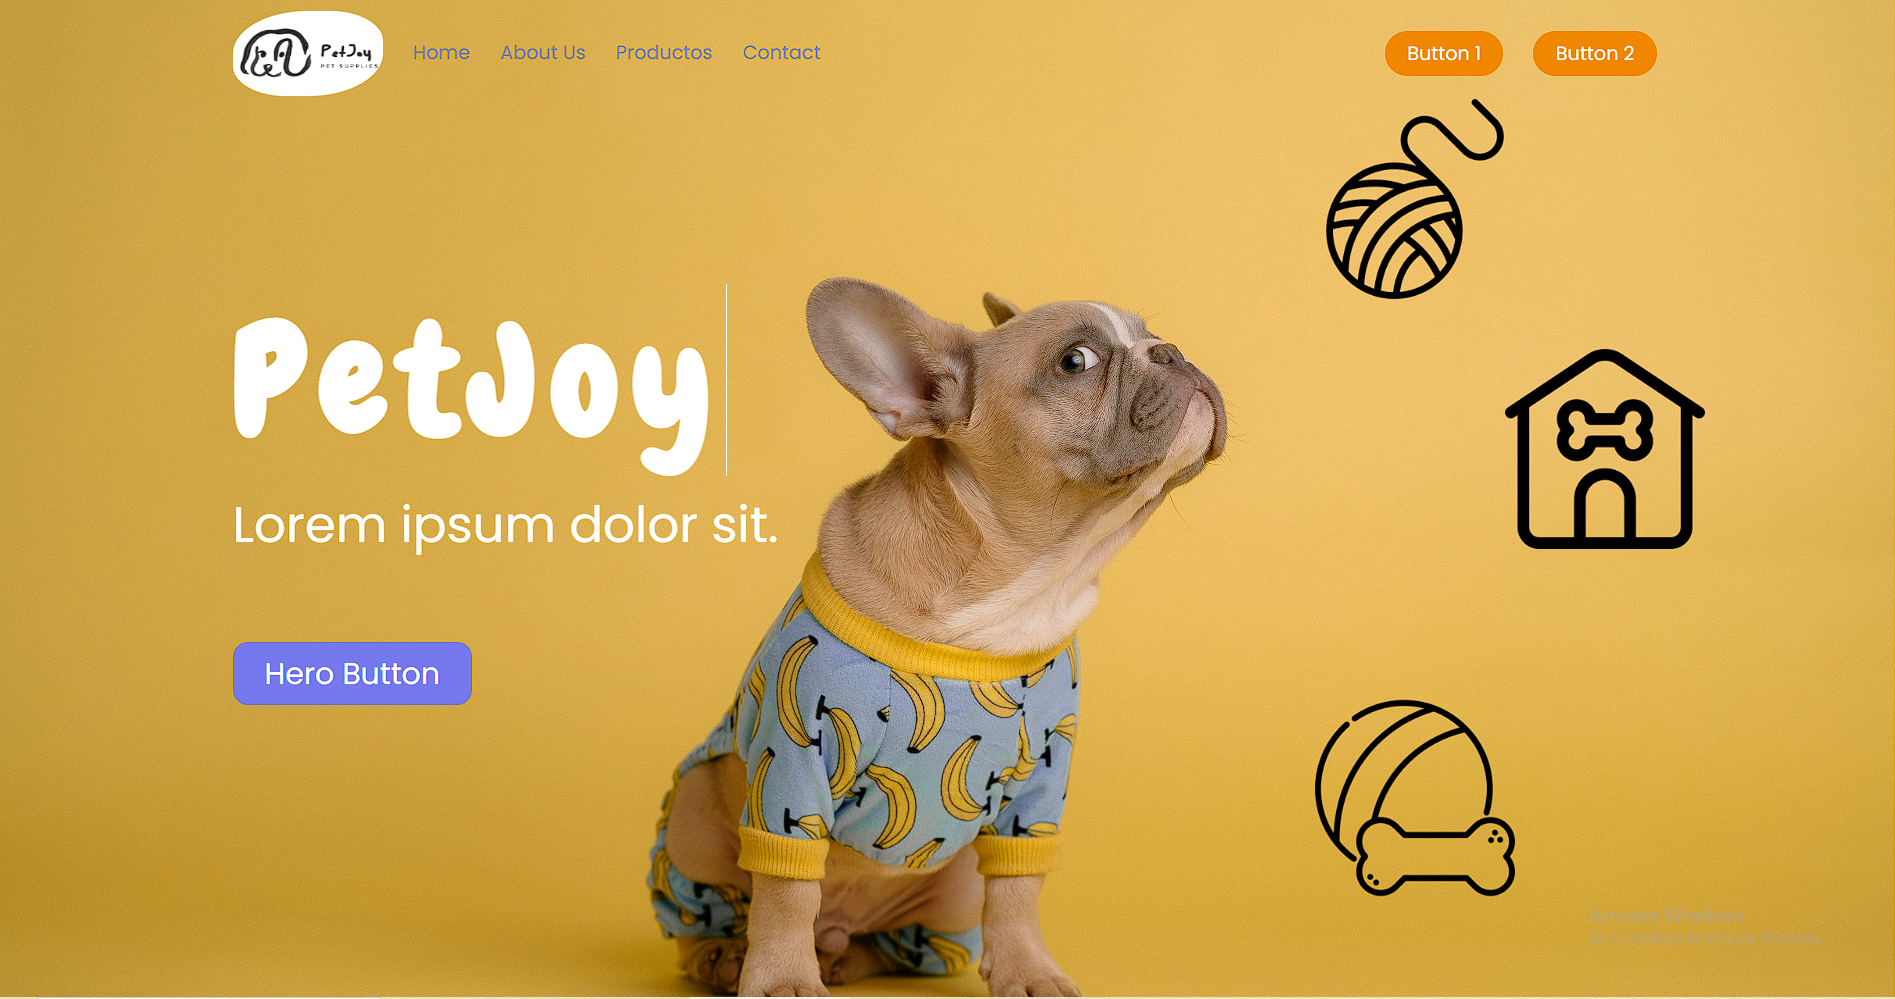 PetJoy
PET SUPPLIES
Home
About Us
Productos
Contact
Button 1
Button 2
PetJoy
Lorem ipsum dolor sit.
Hero Button
Activate Windows
Go to Settings to activate Windows.